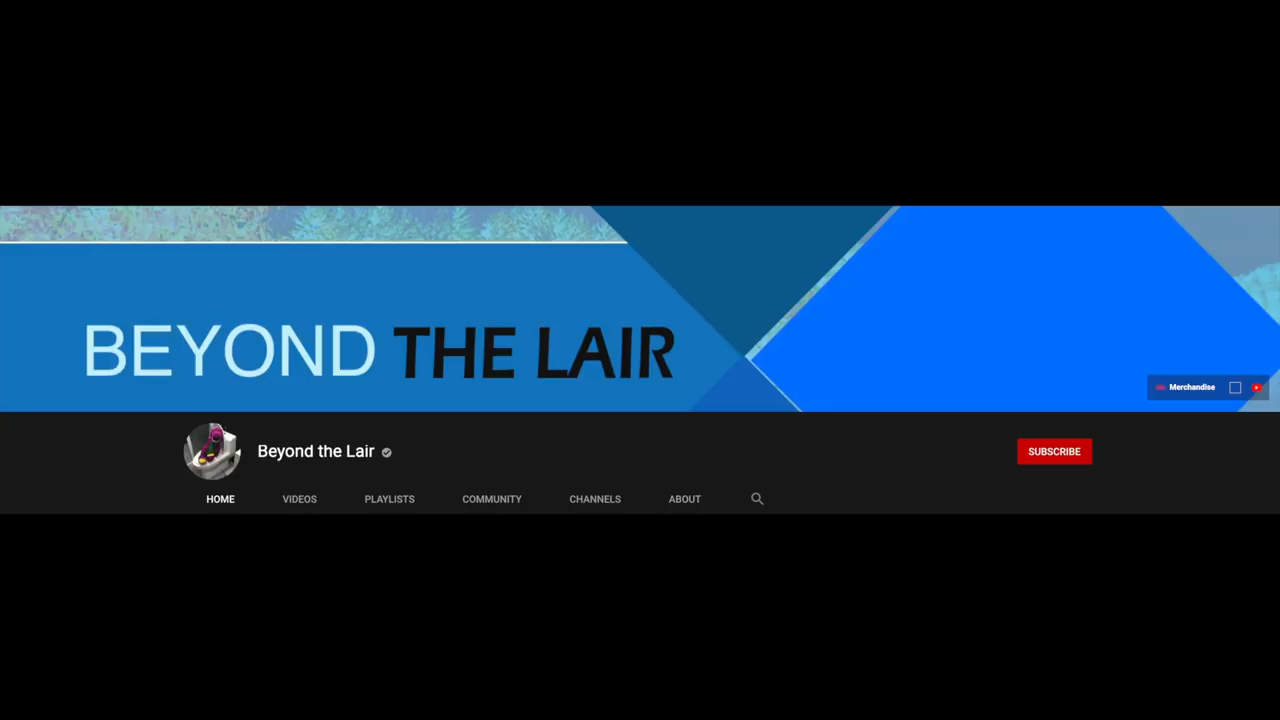 BEYOND THE LAIR
Merchandise
Beyond the Lair
SUBSCRIBE
HOME VIDEOS PLAYLISTS COMMUNITY CHANNELS ABOUT